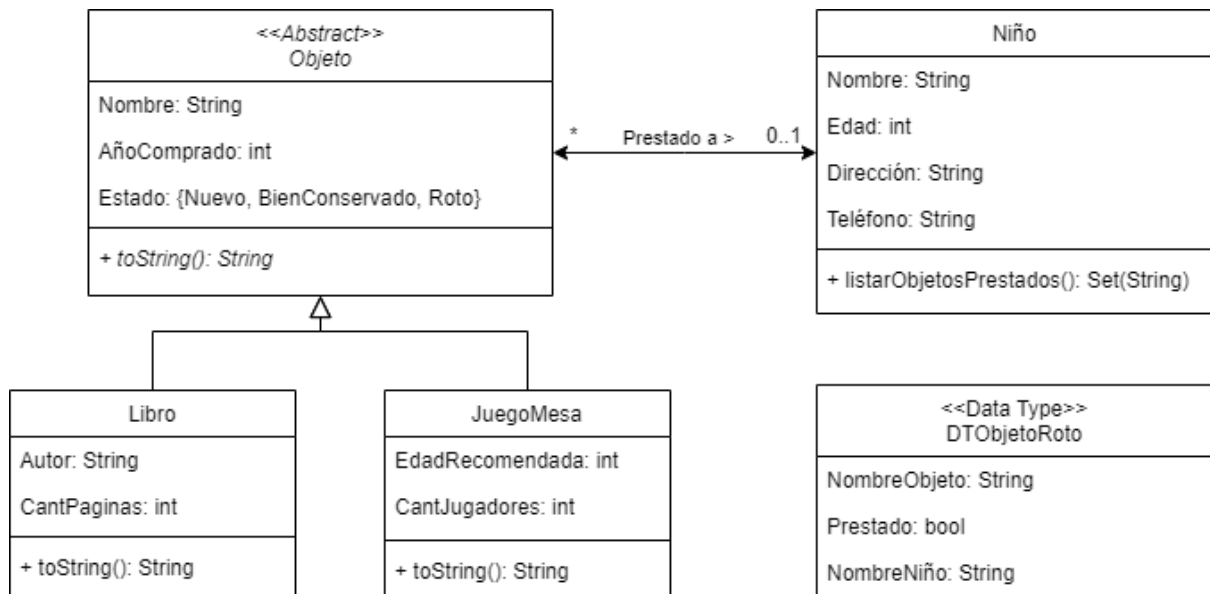 <<Abstract>>
Objeto
Nombre: String
AñoComprado: int
Estado: {Nuevo, BienConservado, Roto}
+ toString(): String
* Prestado a > 0..1
Niño
Nombre: String
Edad: int
Dirección: String
Teléfono: String
+ listarObjetosPrestados(): Set(String)
Libro
Autor: String
CantPaginas: int
+ toString(): String
JuegoMesa
EdadRecomendada: int
CantJugadores: int
+ toString(): String
<<Data Type>>
DTObjetoRoto
NombreObjeto: String
Prestado: bool
NombreNiño: String